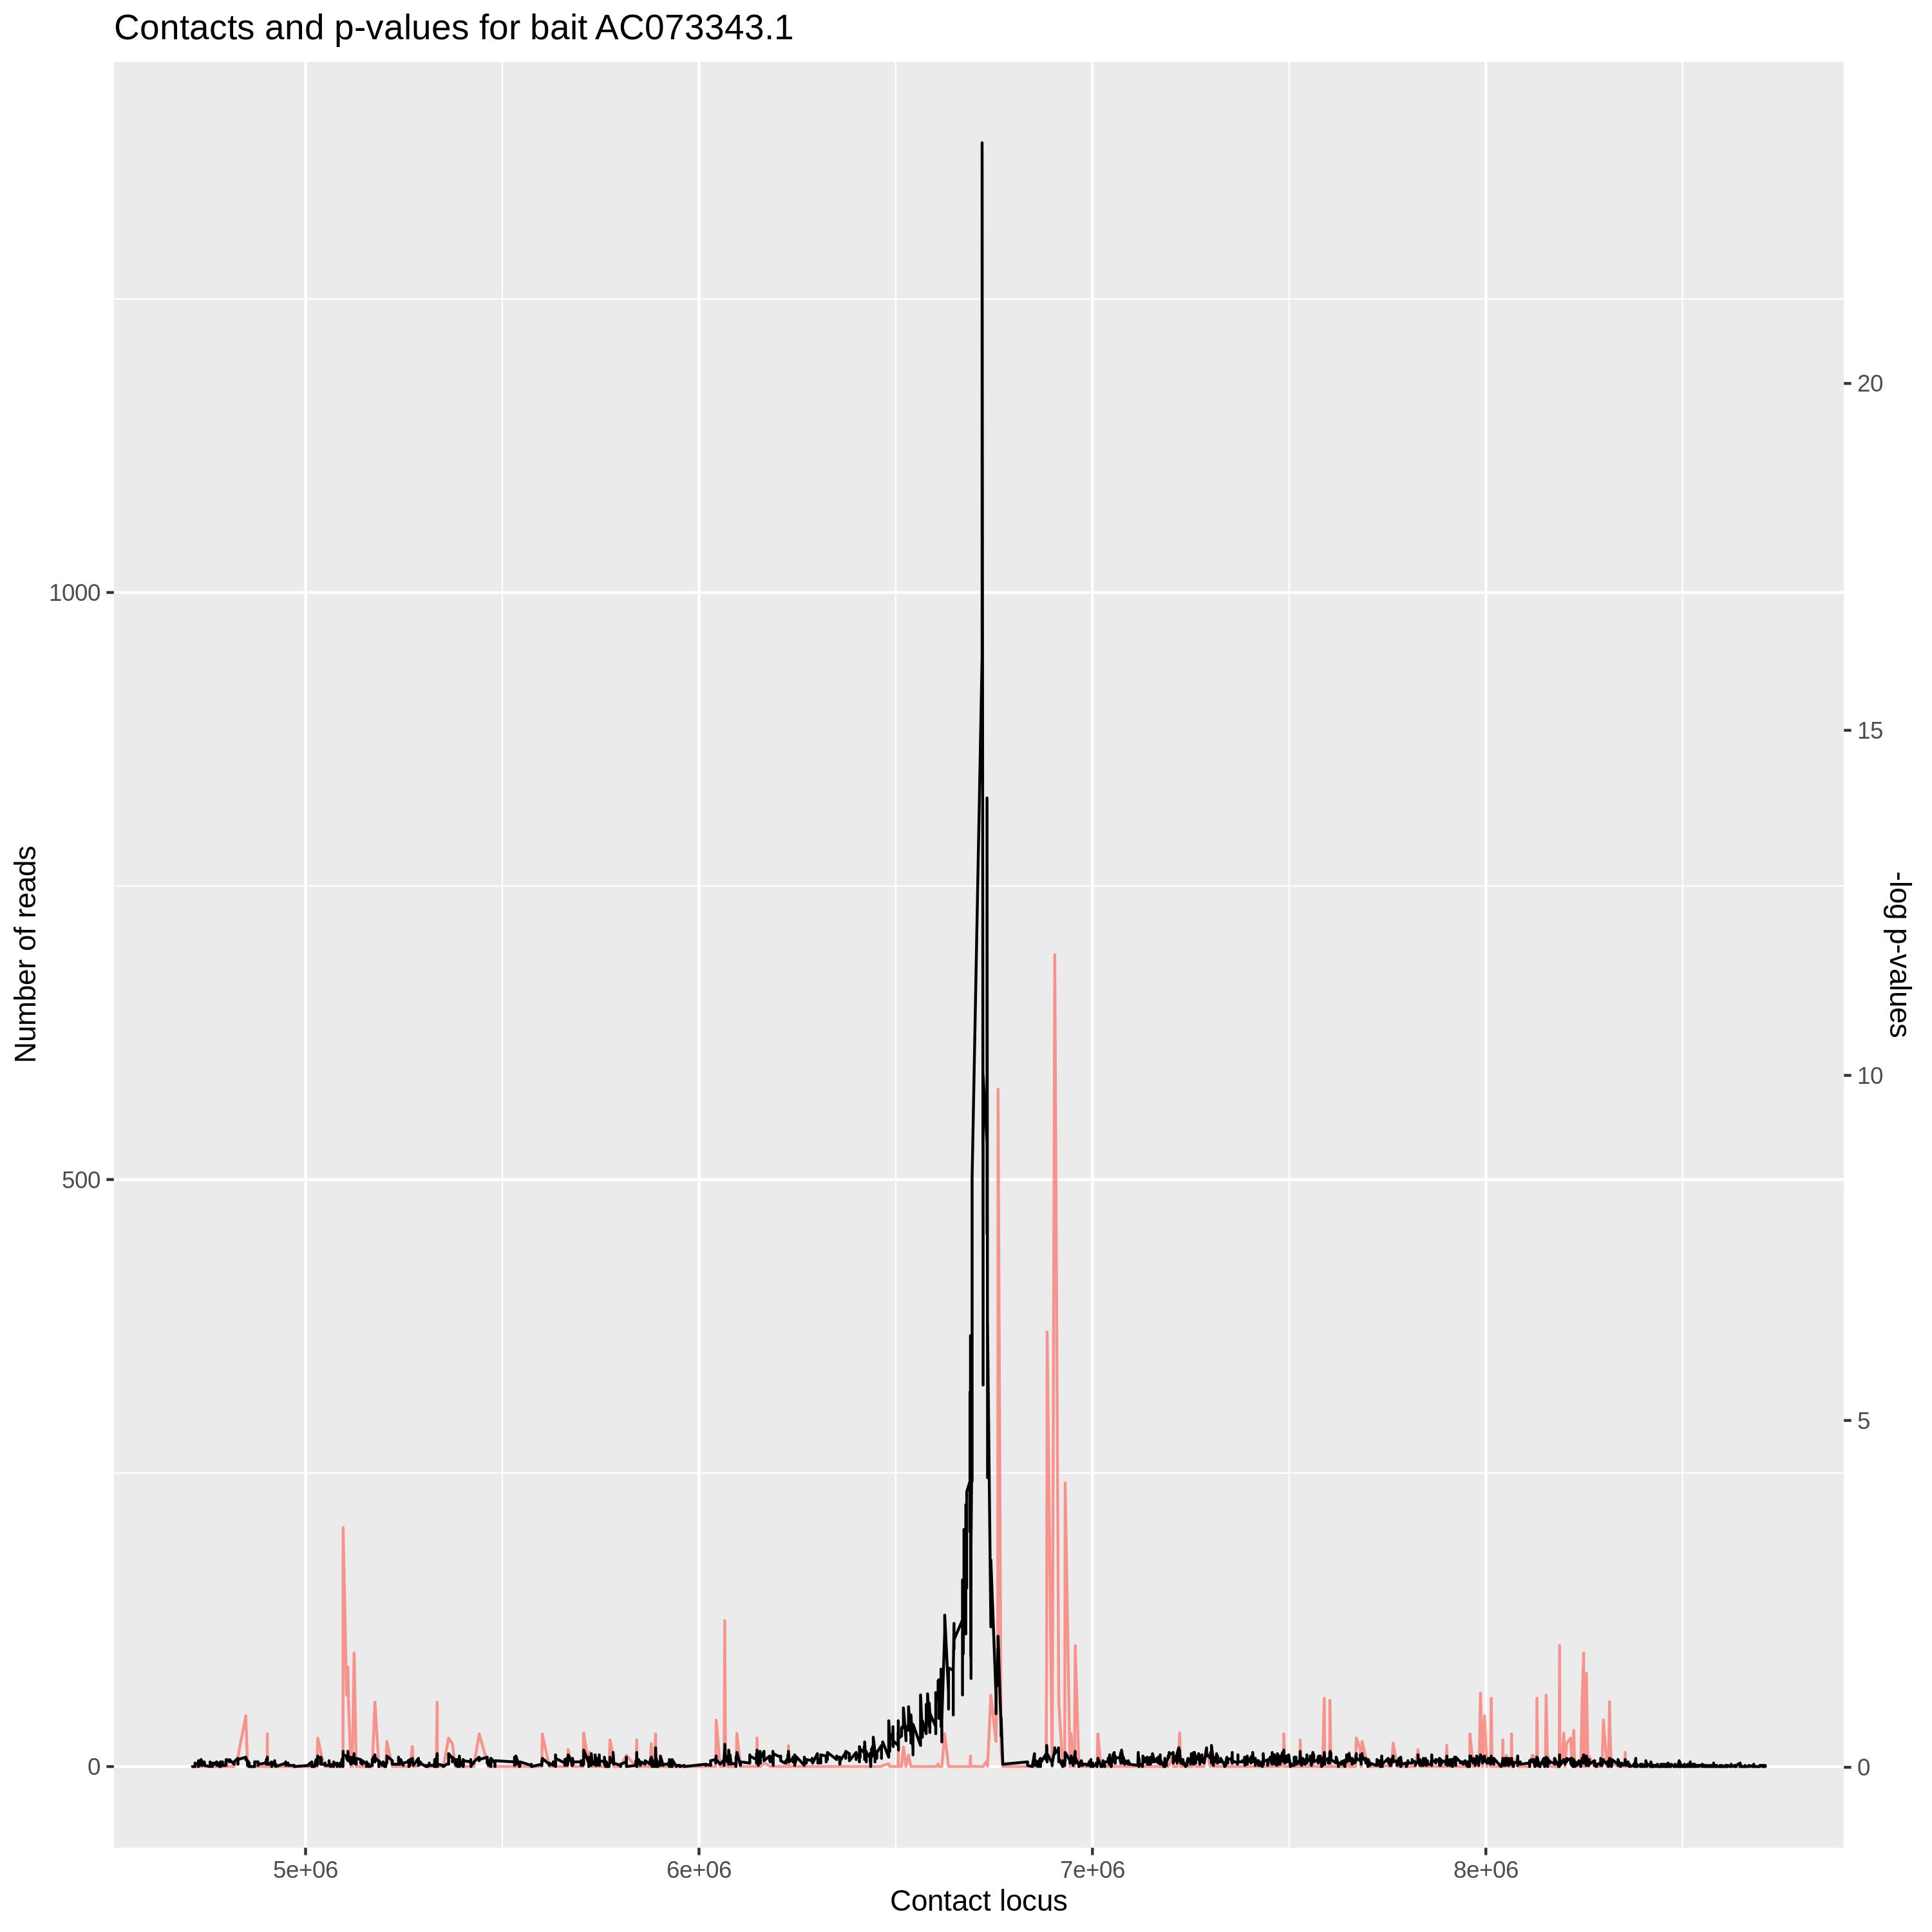 Contacts and p-values for bait AC073343.1
Number of reads
1000
500
0
20
15
10
5
0
-log p-values
5e+06
6e+06
7e+06
8e+06
Contact locus